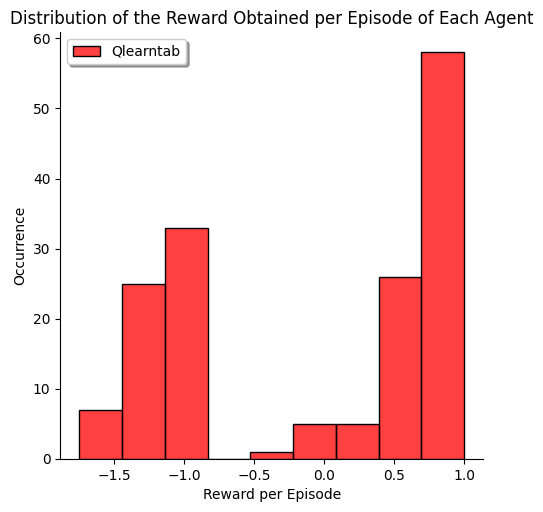 Distribution of the Reward Obtained per Episode of Each Agent
Qlearntab
60
50
40
30
20
10
0
Occurrence
−1.5 −1.0 −0.5 0.0 0.5 1.0
Reward per Episode